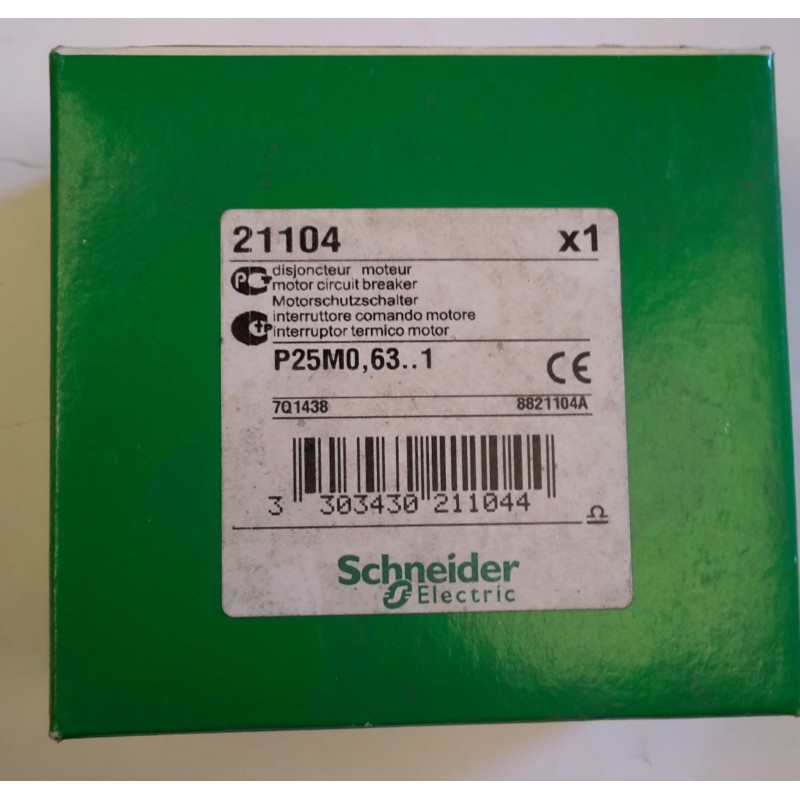 21104 x1
disjoncteur moteur
motor circuit breaker
Motorschutzschalter
interruttore comando motore
interruptor termico motor
P25M0,63..1 CE
7Q1438 8821104A
3 303430 211044
Schneider
Electric